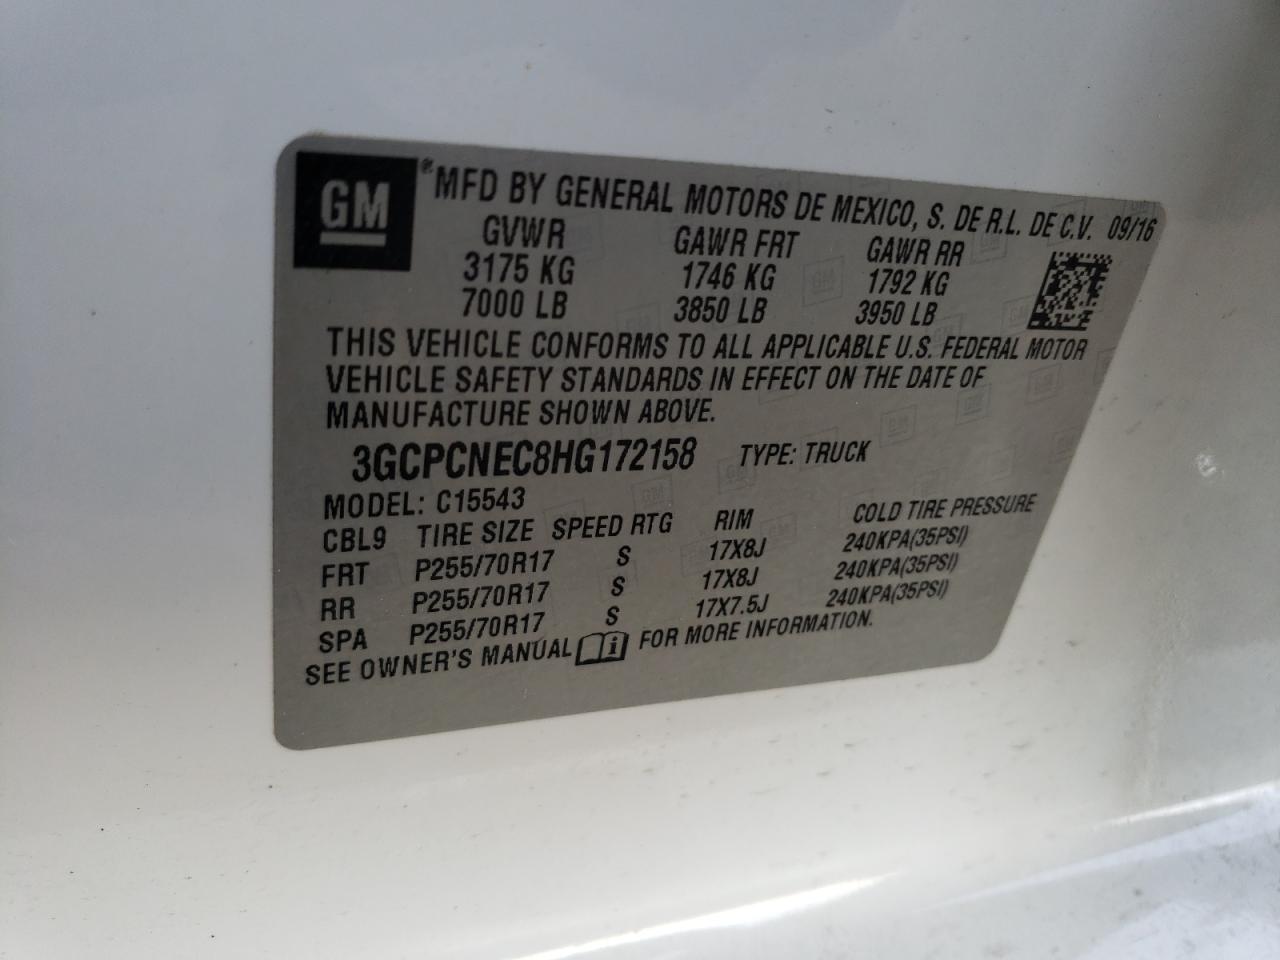 GM ® MFD BY GENERAL MOTORS DE MEXICO, S. DE R.L. DE C.V. 09/16
GVWR GAWR FRT GAWR RR
3175 KG 1746 KG 1792 KG
7000 LB 3850 LB 3950 LB
THIS VEHICLE CONFORMS TO ALL APPLICABLE U.S. FEDERAL MOTOR
VEHICLE SAFETY STANDARDS IN EFFECT ON THE DATE OF
MANUFACTURE SHOWN ABOVE.
3GCPCNEC8HG172158 TYPE: TRUCK
MODEL: C15543
CBL9 TIRE SIZE SPEED RTG RIM COLD TIRE PRESSURE
FRT P255/70R17 S 17X8J 240KPA(35PSI)
RR P255/70R17 S 17X8J 240KPA(35PSI)
SPA P255/70R17 S 17X7.5J 240KPA(35PSI)
SEE OWNER'S MANUAL i FOR MORE INFORMATION.